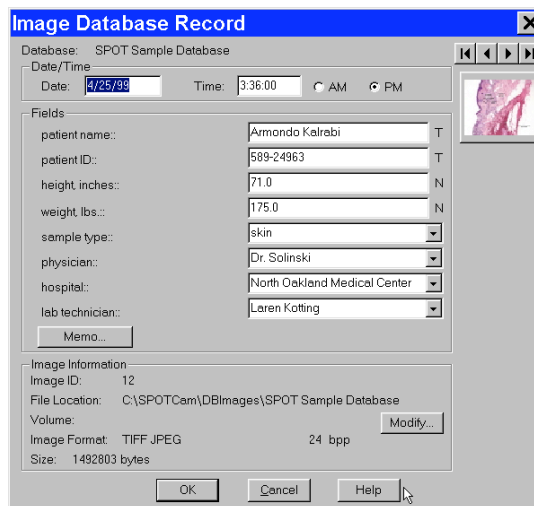 Image Database Record
Database: SPOT Sample Database
Date/Time
Date: 4/25/99 Time: 3:36:00 AM PM
Fields
patient name:: Armondo Kalrabi T
patient ID:: 589-24963 T
height, inches:: 71.0 N
weight, lbs.:: 175.0 N
sample type:: skin
physician:: Dr. Solinski
hospital:: North Oakland Medical Center
lab technician:: Laren Kotting
Memo...
Image Information
Image ID: 12
File Location: C:\SPOTCam\DBImages\SPOT Sample Database
Volume:
Modify...
Image Format: TIFF JPEG 24 bpp
Size: 1492803 bytes
OK Cancel Help